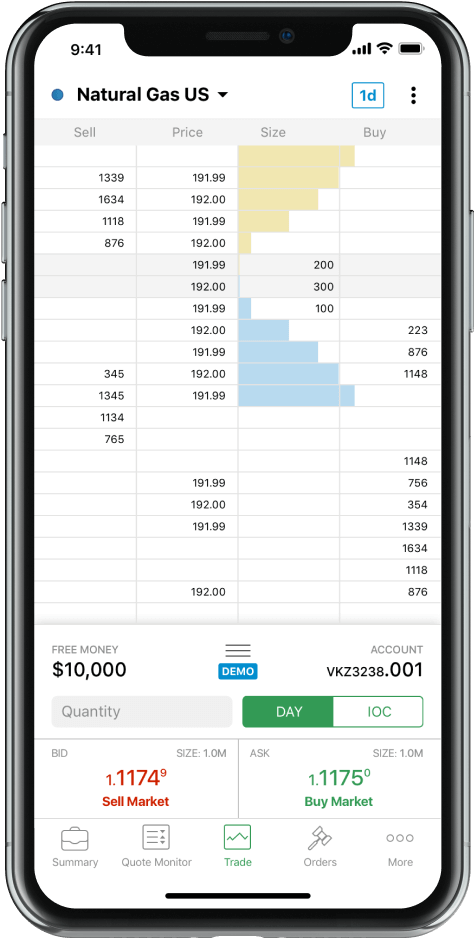 9:41
Natural Gas US 1d
Sell Price Size Buy
1339 191.99
1634 192.00
1118 191.99
876 192.00
191.99 200
192.00 300
191.99 100
192.00 223
191.99 876
345 192.00 1148
1345 191.99
1134
765
1148
191.99 756
192.00 354
191.99 1339
1634
1118
192.00 876
FREE MONEY ACCOUNT
$10,000 DEMO VKZ3238.001
Quantity DAY IOC
BID SIZE: 1.0M ASK SIZE: 1.0M
1.1174⁹ 1.1175⁰
Sell Market Buy Market
Summary Quote Monitor Trade Orders More